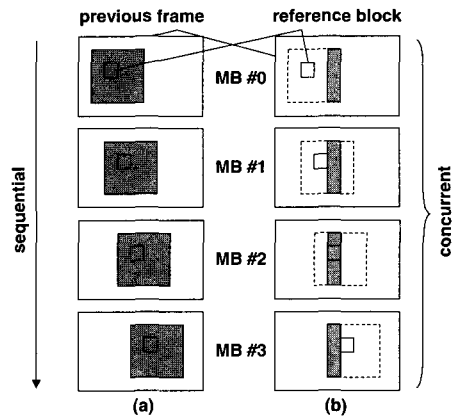 previous frame reference block
MB #0
MB #1
MB #2
MB #3
sequential
concurrent
(a) (b)